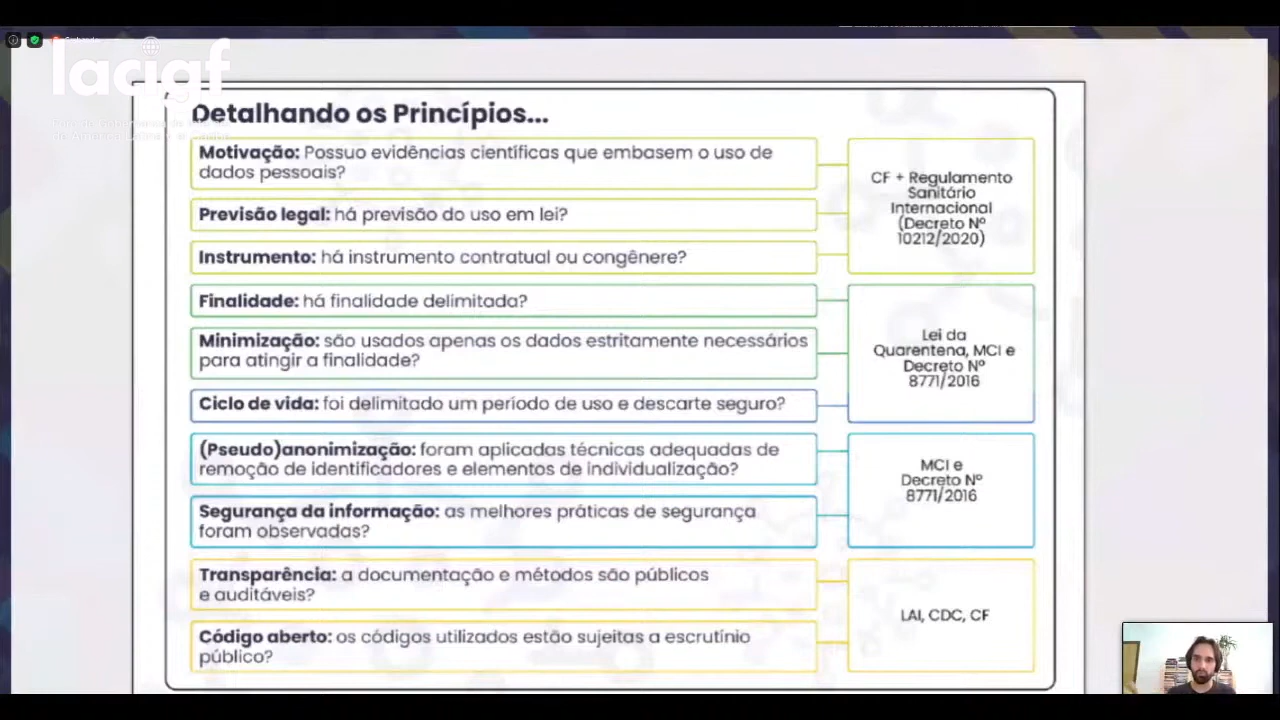 lacigf
Detalhando os Princípios...
Motivação: Possuo evidências científicas que embasem o uso de
dados pessoais?
Previsão legal: há previsão do uso em lei?
Instrumento: há instrumento contratual ou congênere?
CF + Regulamento
Sanitário
Internacional
(Decreto Nº
10212/2020)
Finalidade: há finalidade delimitada?
Minimização: são usados apenas os dados estritamente necessários
para atingir a finalidade?
Ciclo de vida: foi delimitado um período de uso e descarte seguro?
Lei da
Quarentena, MCI e
Decreto Nº
8771/2016
(Pseudo)anonimização: foram aplicadas técnicas adequadas de
remoção de identificadores e elementos de individualização?
Segurança da informação: as melhores práticas de segurança
foram observadas?
MCI e
Decreto Nº
8771/2016
Transparência: a documentação e métodos são públicos
e auditáveis?
Código aberto: os códigos utilizados estão sujeitas a escrutínio
público?
LAI, CDC, CF